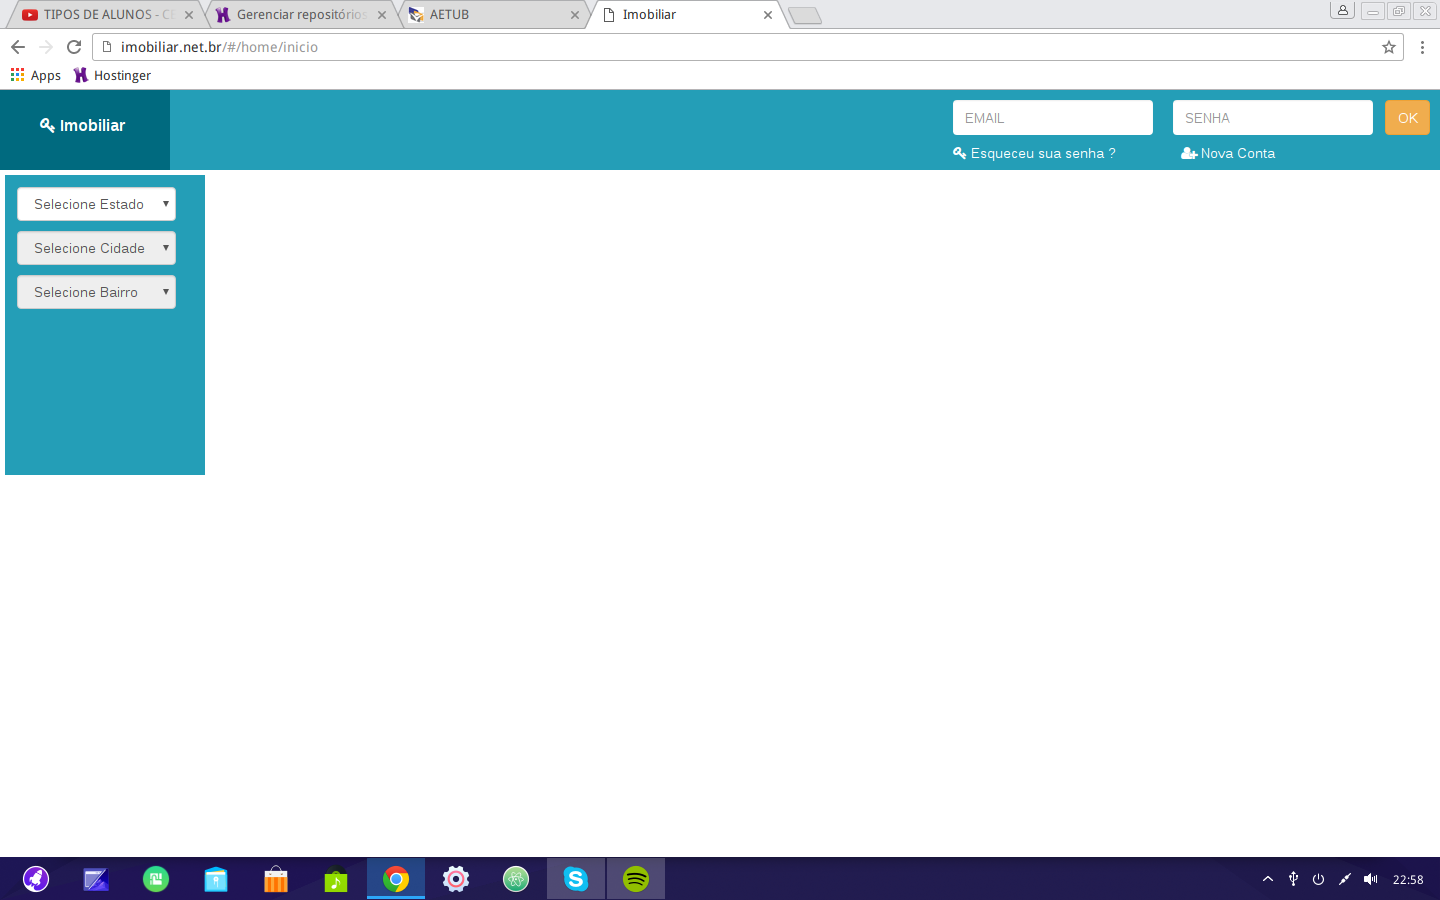 TIPOS DE ALUNOS - CE
Gerenciar repositórios
AETUB
Imobiliar
imobiliar.net.br/#/home/inicio
Apps
Hostinger
Imobiliar
EMAIL
SENHA
OK
Esqueceu sua senha ?
Nova Conta
Selecione Estado
Selecione Cidade
Selecione Bairro
22:58